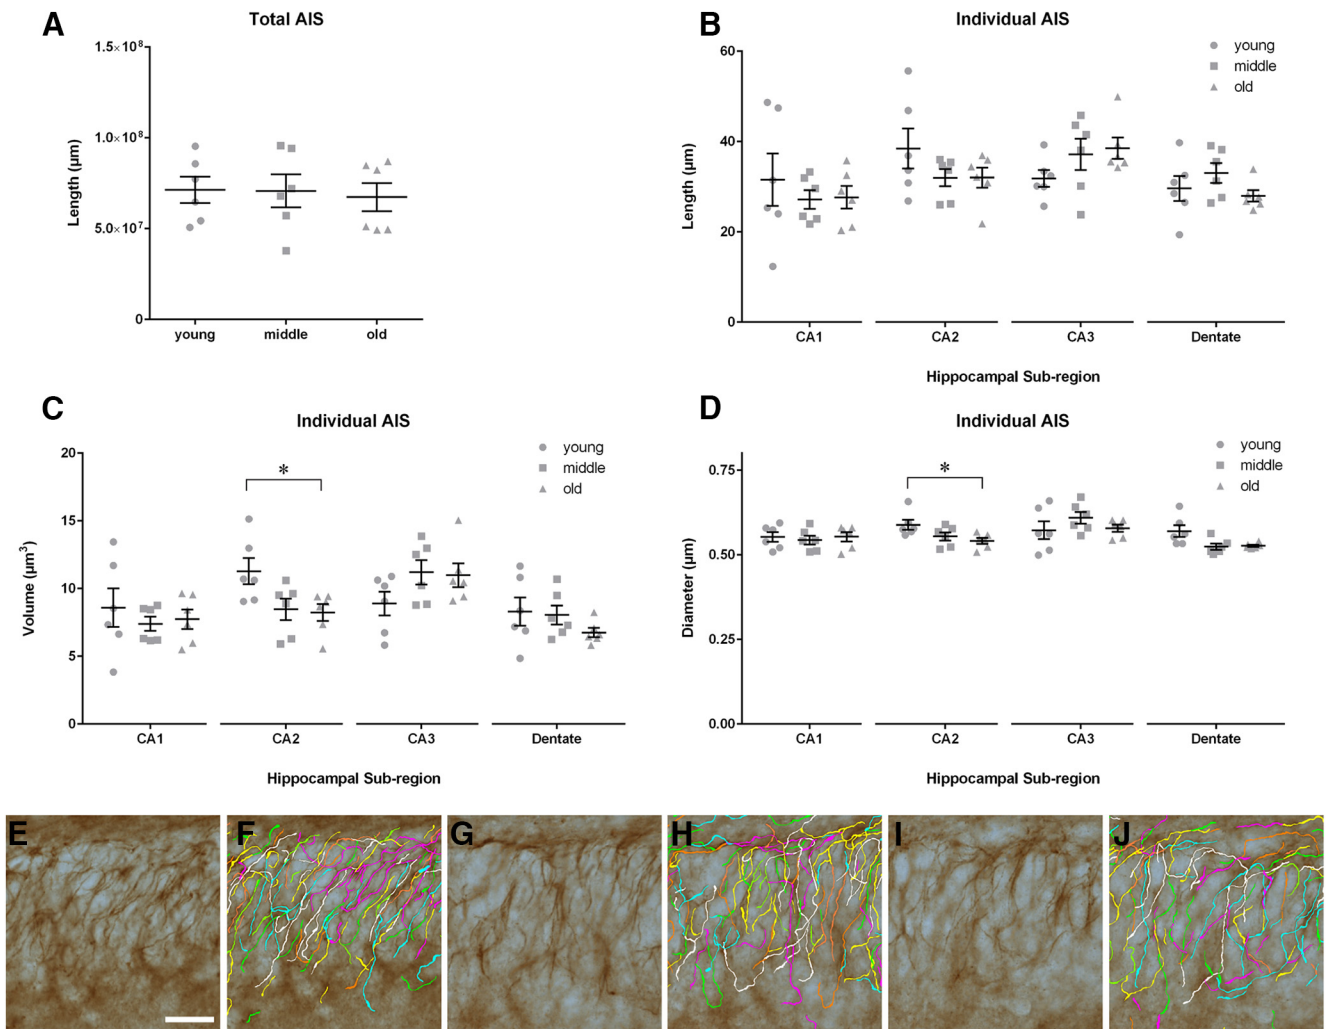 A
Total AIS
Length (µm)
1.5×10⁸
1.0×10⁸
5.0×10⁷
0
young
middle
old
B
Individual AIS
young
middle
old
Length (µm)
60
40
20
0
CA1
CA2
CA3
Dentate
Hippocampal Sub-region
C
Individual AIS
young
middle
old
Volume (µm³)
20
15
10
5
0
*
CA1
CA2
CA3
Dentate
Hippocampal Sub-region
D
Individual AIS
young
middle
old
Diameter (µm)
0.75
0.50
0.25
0.00
*
CA1
CA2
CA3
Dentate
Hippocampal Sub-region
E
F
G
H
I
J